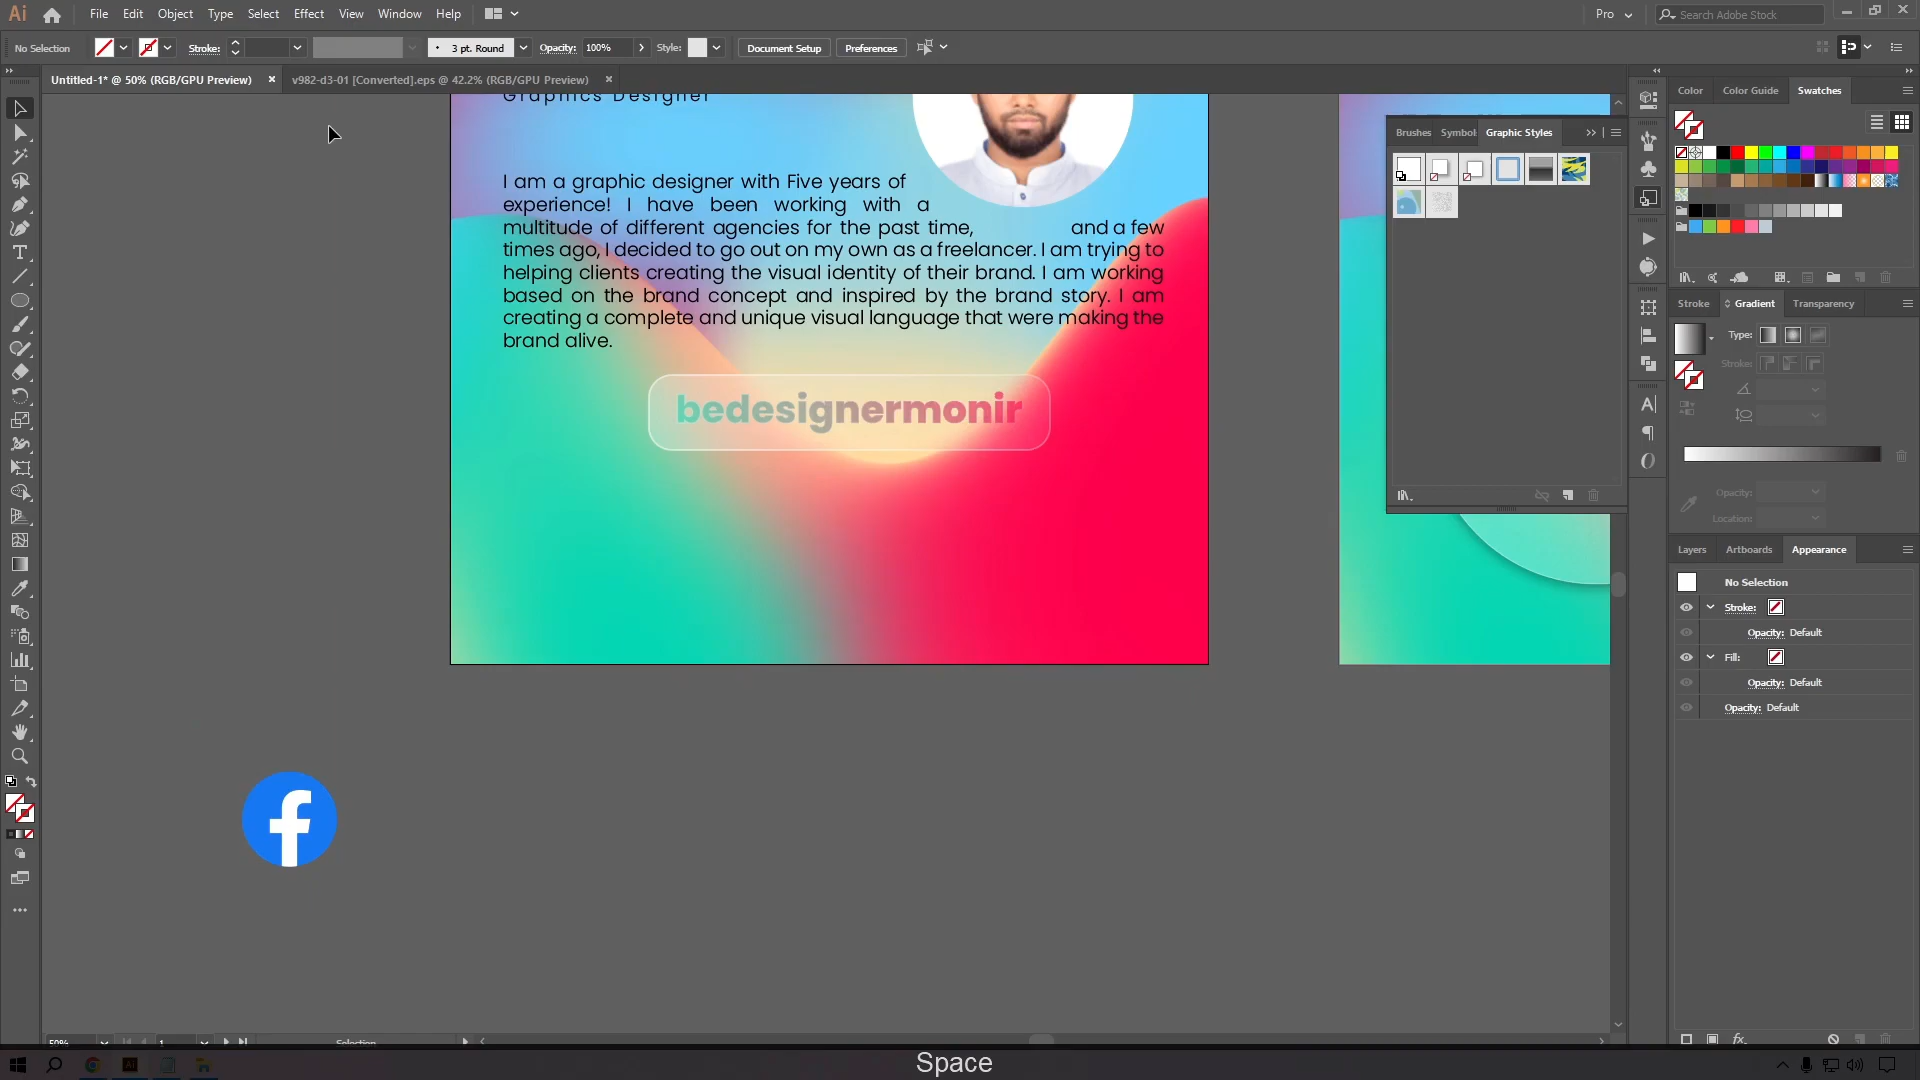 Ai File Edit Object Type Select Effect View Window Help Pro Search Adobe Stock
No Selection Stroke: 3 pt. Round Opacity: 100% Style: Document Setup Preferences
Untitled-1* @ 50% (RGB/GPU Preview) × v982-d3-01 [Converted].eps @ 42.2% (RGB/GPU Preview) ×
Color Color Guide Swatches
Graphics Designer
Brushes Symbol Graphic Styles
I am a graphic designer with Five years of
experience! I have been working with a
multitude of different agencies for the past time, and a few
times ago, I decided to go out on my own as a freelancer. I am trying to
helping clients creating the visual identity of their brand. I am working
based on the brand concept and inspired by the brand story. I am
creating a complete and unique visual language that were making the
brand alive.
bedesignermonir
Stroke Gradient Transparency
Type:
Stroke:
Opacity:
Location:
Layers Artboards Appearance
No Selection
Stroke:
Opacity: Default
Fill:
Opacity: Default
Opacity: Default
50% 1 Selection
Space